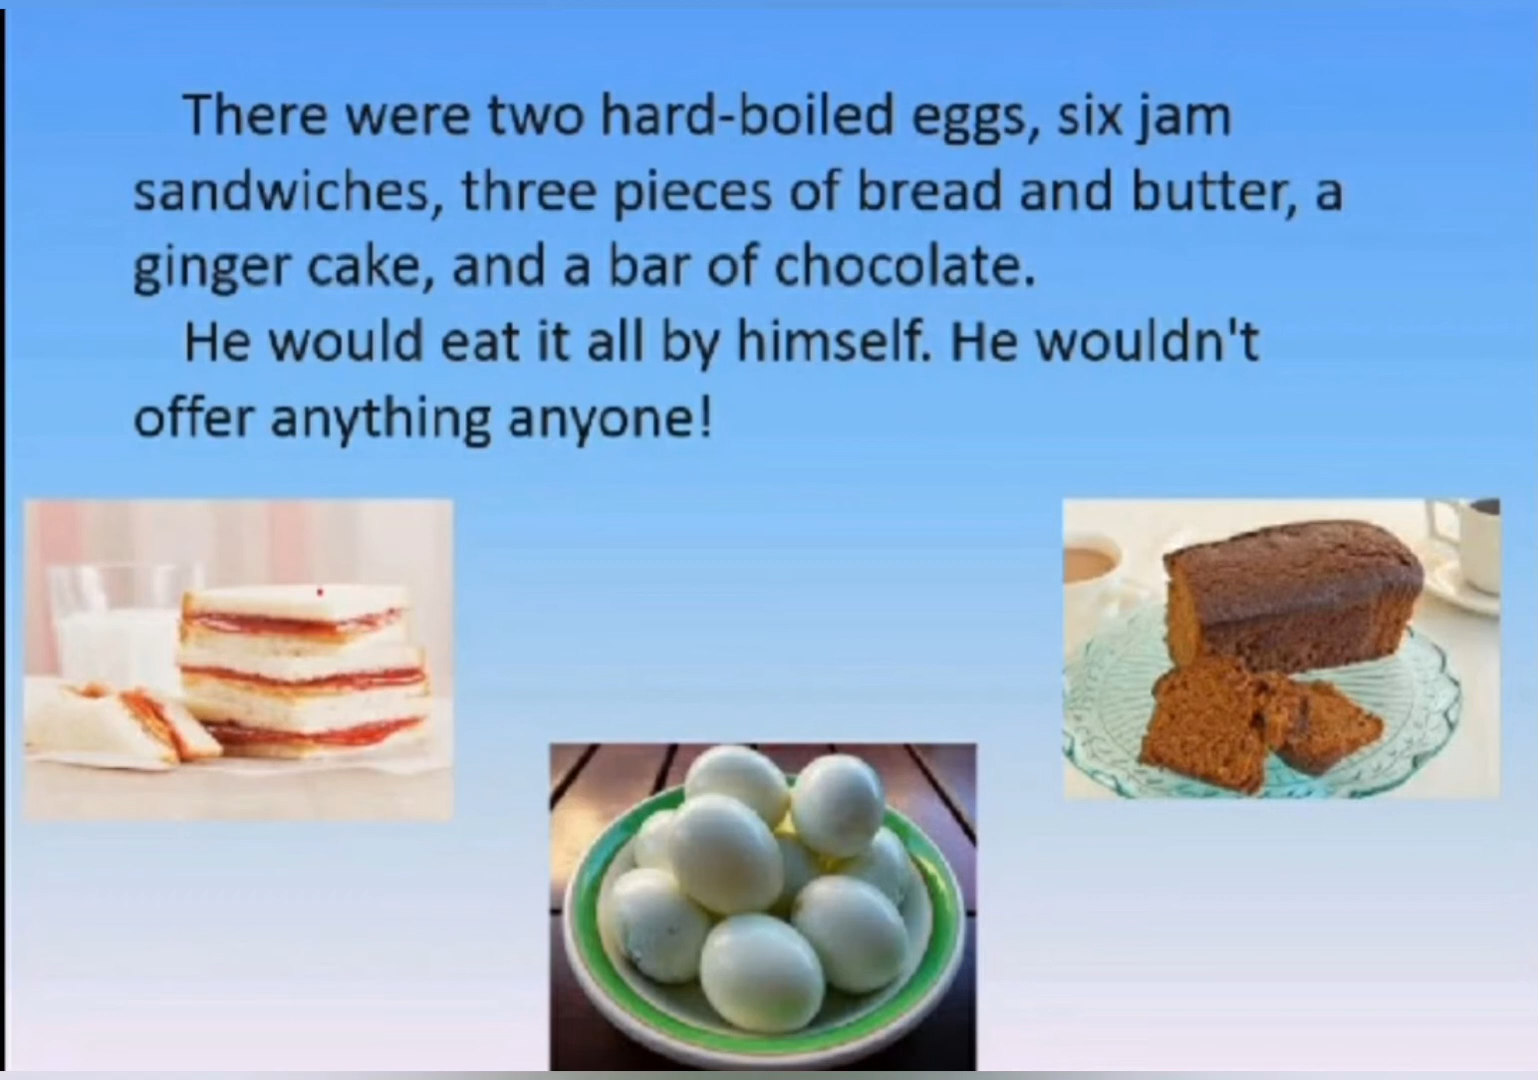 There were two hard-boiled eggs, six jam
sandwiches, three pieces of bread and butter, a
ginger cake, and a bar of chocolate.
He would eat it all by himself. He wouldn't
offer anything anyone!